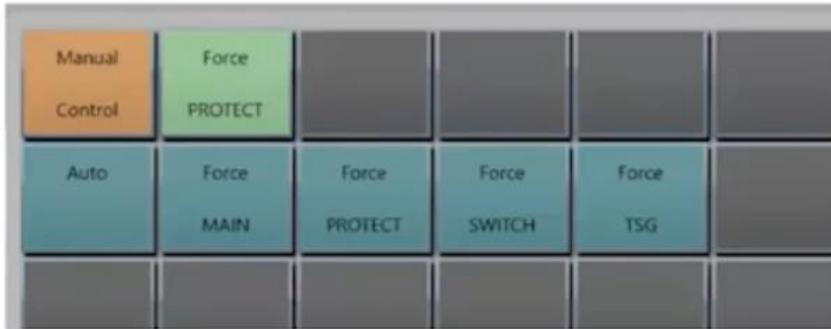 Manual
Control
Force
PROTECT
Auto
Force
MAIN
Force
PROTECT
Force
SWITCH
Force
TSG